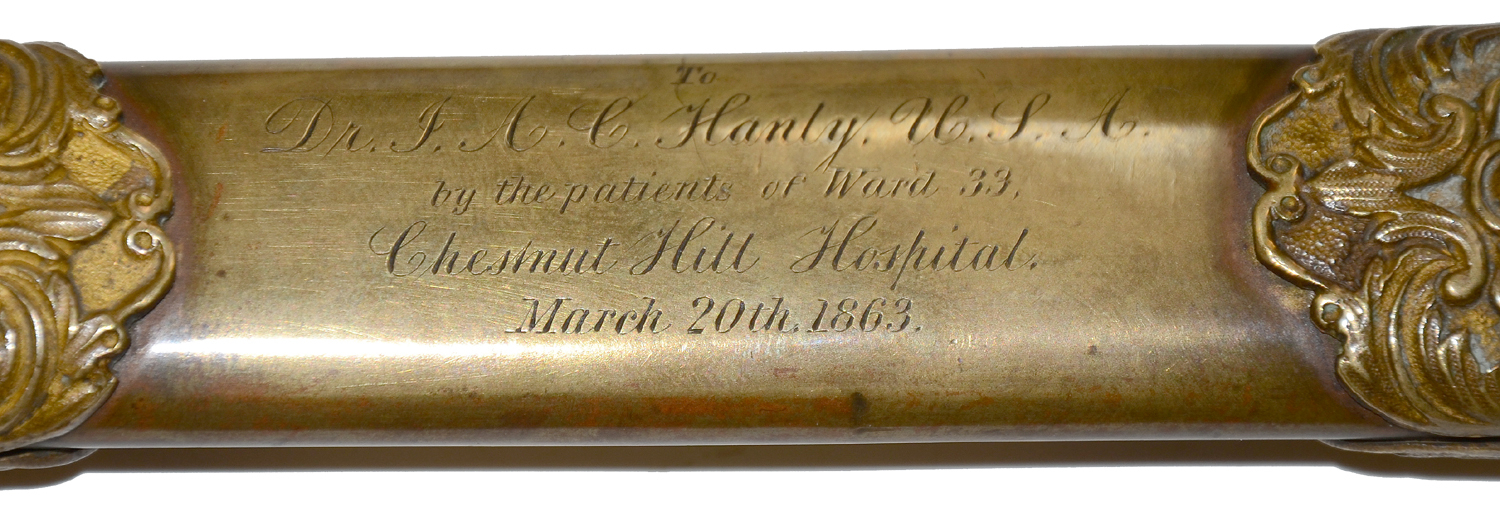 To
Dr. J. A. C. Hanly. U. S. A.
by the patients of Ward 33.
Chestnut Hill Hospital.
March 20th. 1863.